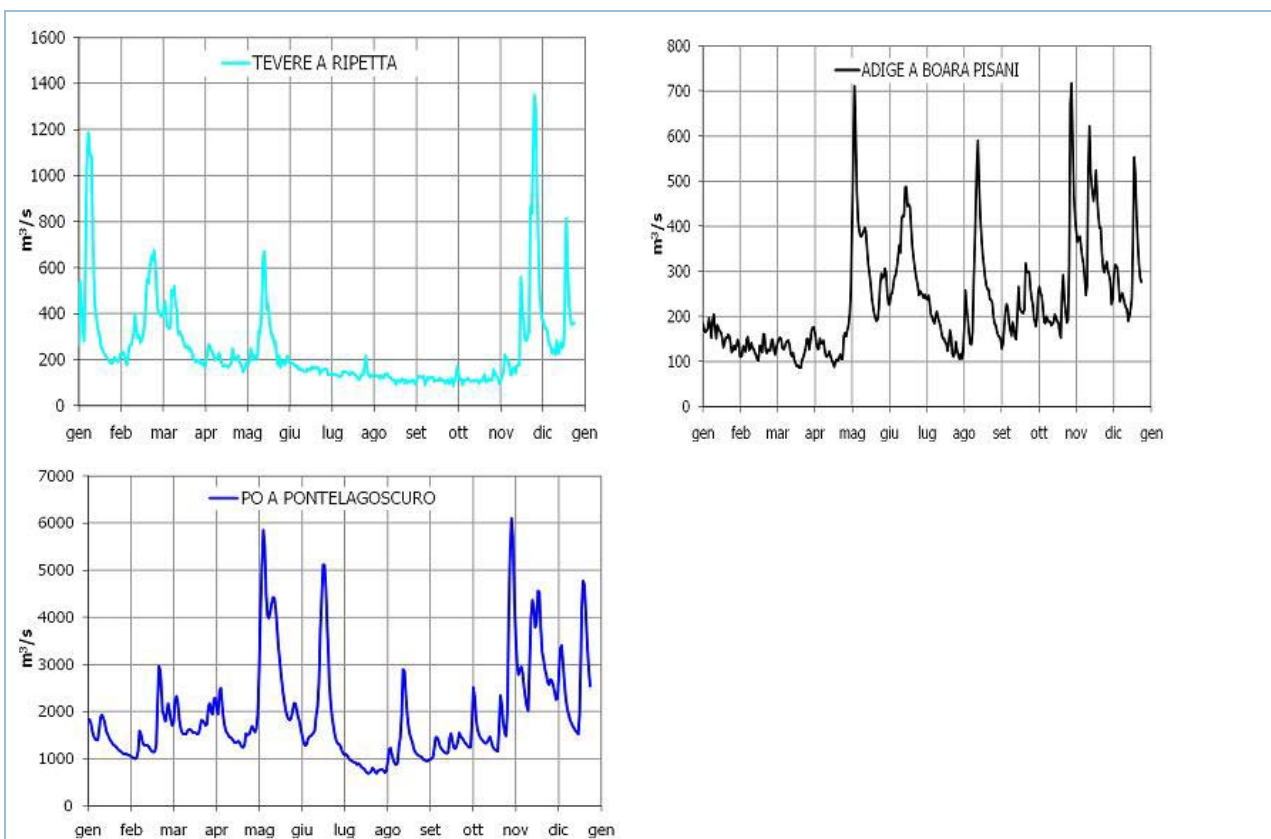 TEVERE A RIPETTA
m³/s
1600
1400
1200
1000
800
600
400
200
0
gen feb mar apr mag giu lug ago set ott nov dic gen
ADIGE A BOARA PISANI
m³/s
800
700
600
500
400
300
200
100
0
gen feb mar apr mag giu lug ago set ott nov dic gen
PO A PONTELAGOSCURO
m³/s
7000
6000
5000
4000
3000
2000
1000
0
gen feb mar apr mag giu lug ago set ott nov dic gen